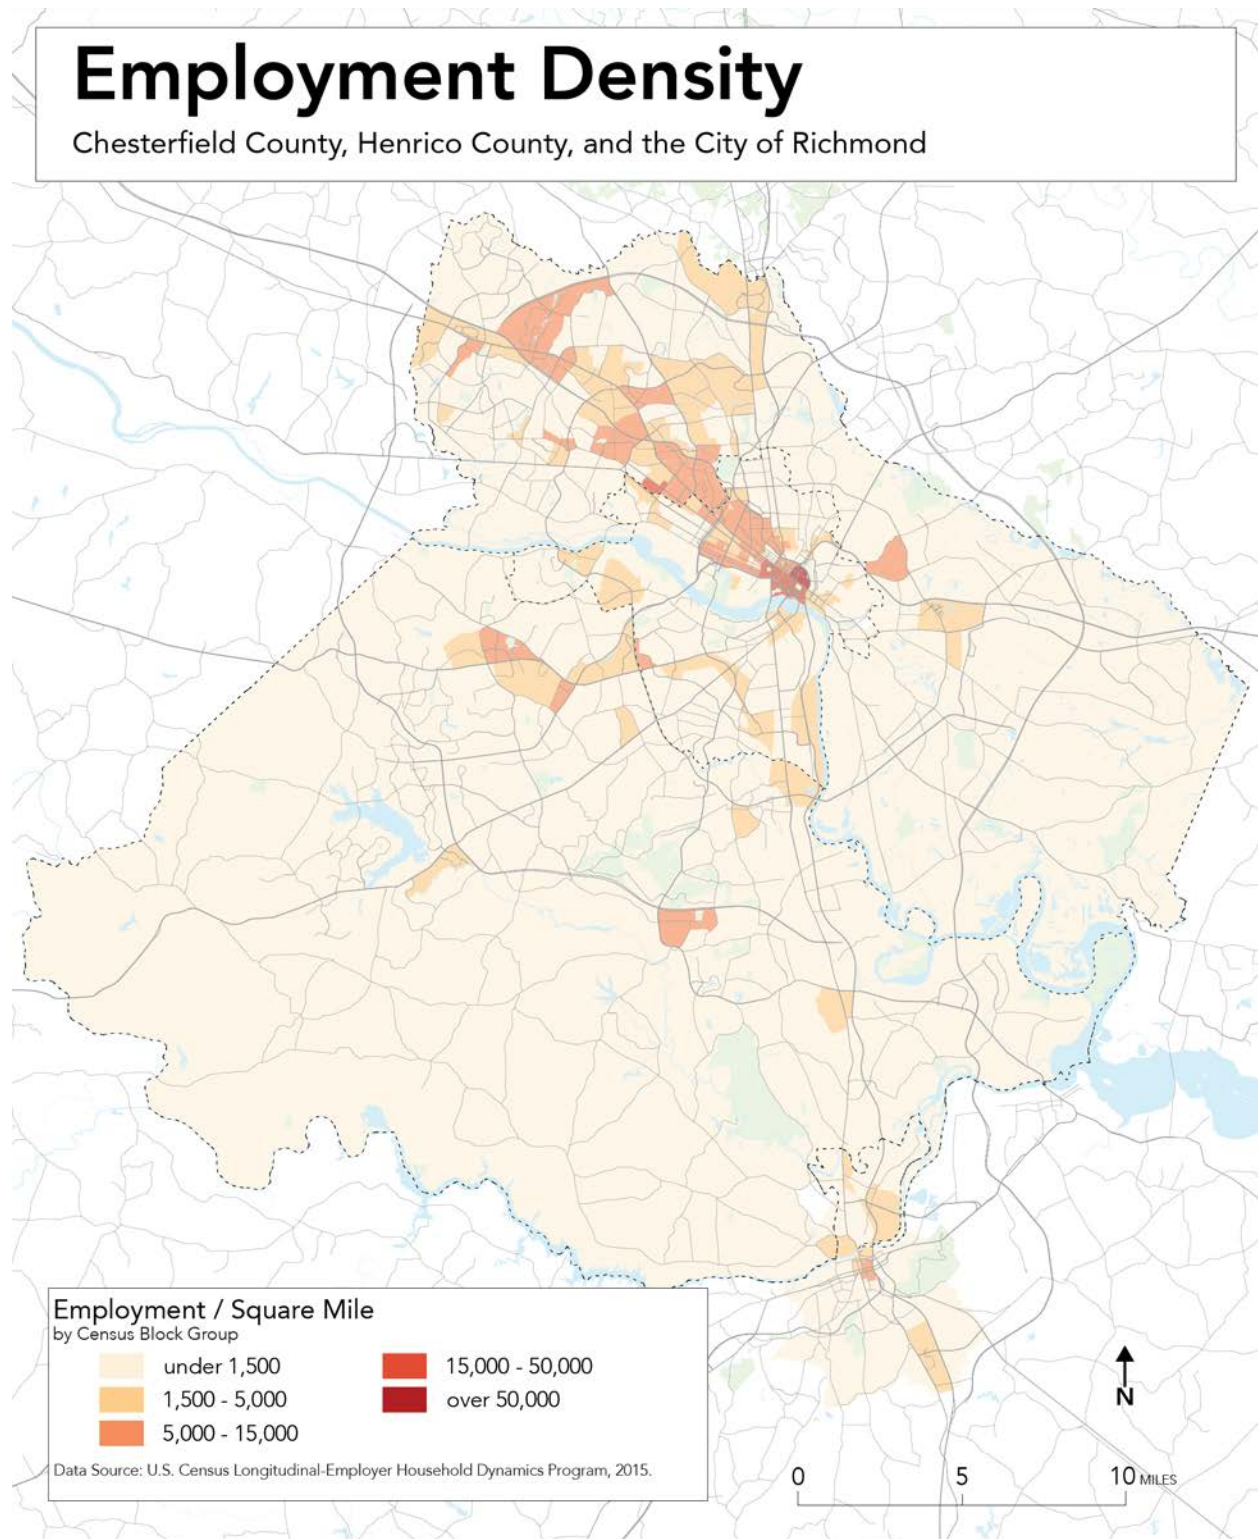 Employment Density
Chesterfield County, Henrico County, and the City of Richmond
Employment / Square Mile
by Census Block Group
under 1,500
1,500 - 5,000
5,000 - 15,000
15,000 - 50,000
over 50,000
Data Source: U.S. Census Longitudinal-Employer Household Dynamics Program, 2015.
N
0 5 10 MILES